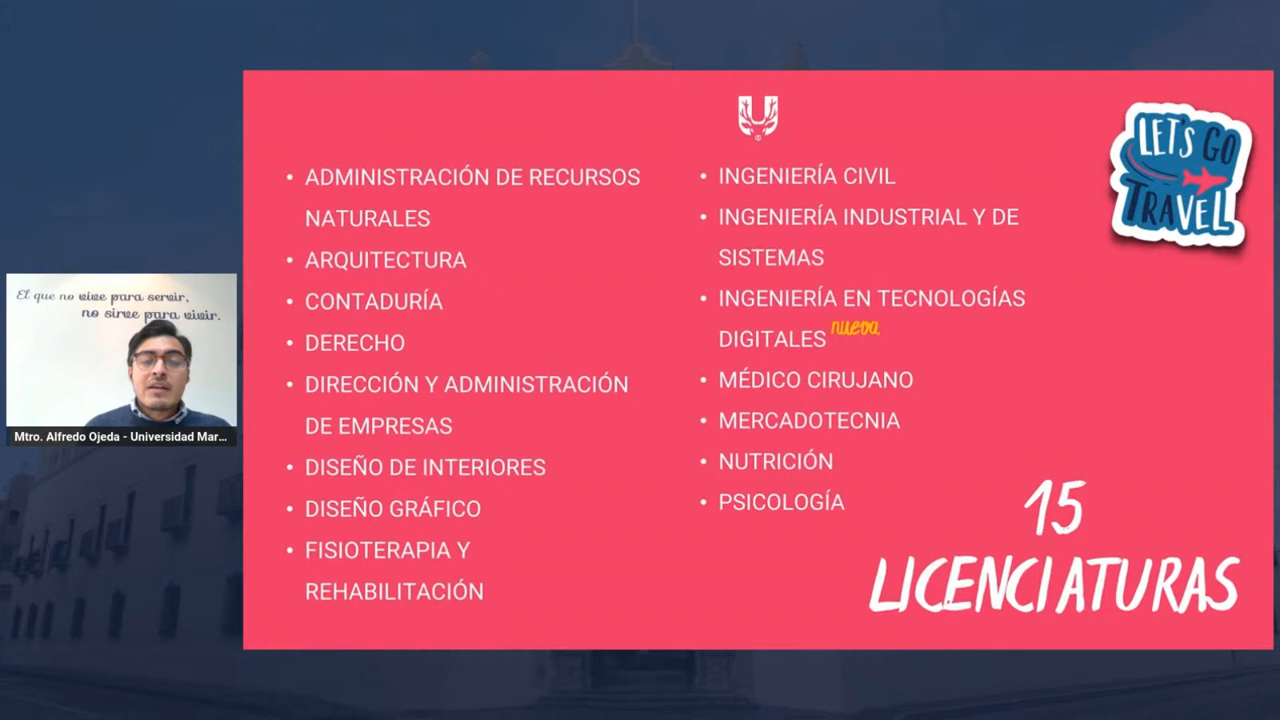 El que no vive para servir,
no sirve para vivir.
Mtro. Alfredo Ojeda - Universidad Mar...
U
• ADMINISTRACIÓN DE RECURSOS
NATURALES
• ARQUITECTURA
• CONTADURÍA
• DERECHO
• DIRECCIÓN Y ADMINISTRACIÓN
DE EMPRESAS
• DISEÑO DE INTERIORES
• DISEÑO GRÁFICO
• FISIOTERAPIA Y
REHABILITACIÓN
• INGENIERÍA CIVIL
• INGENIERÍA INDUSTRIAL Y DE
SISTEMAS
• INGENIERÍA EN TECNOLOGÍAS
DIGITALES nueva
• MÉDICO CIRUJANO
• MERCADOTECNIA
• NUTRICIÓN
• PSICOLOGÍA
LET'S GO
TRAVEL
15
LICENCIATURAS